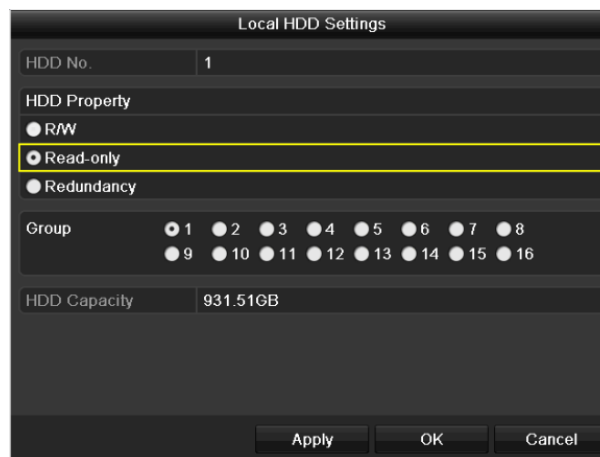 Local HDD Settings
HDD No. 1
HDD Property
R/W
Read-only
Redundancy
Group 1 2 3 4 5 6 7 8
9 10 11 12 13 14 15 16
HDD Capacity 931.51GB
Apply OK Cancel